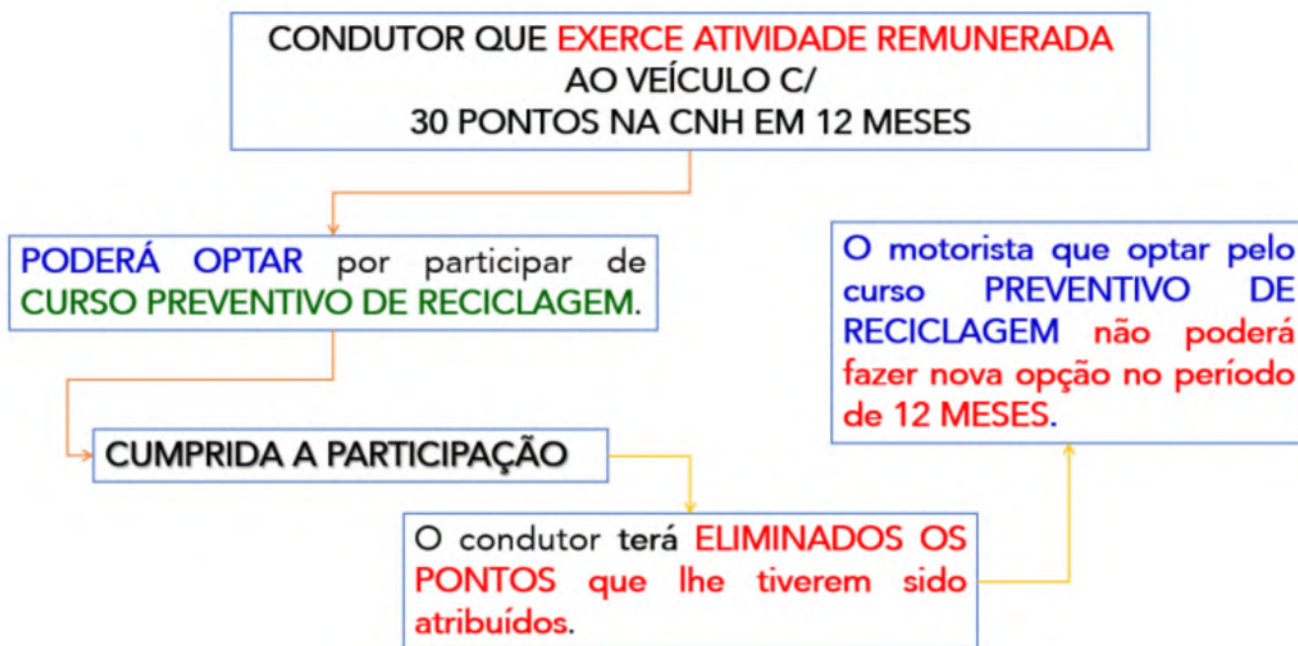 CONDUTOR QUE EXERCE ATIVIDADE REMUNERADA
AO VEÍCULO C/
30 PONTOS NA CNH EM 12 MESES
PODERÁ OPTAR por participar de
CURSO PREVENTIVO DE RECICLAGEM.
CUMPRIDA A PARTICIPAÇÃO
O condutor terá ELIMINADOS OS
PONTOS que lhe tiverem sido
atribuídos.
O motorista que optar pelo
curso PREVENTIVO DE
RECICLAGEM não poderá
fazer nova opção no período
de 12 MESES.